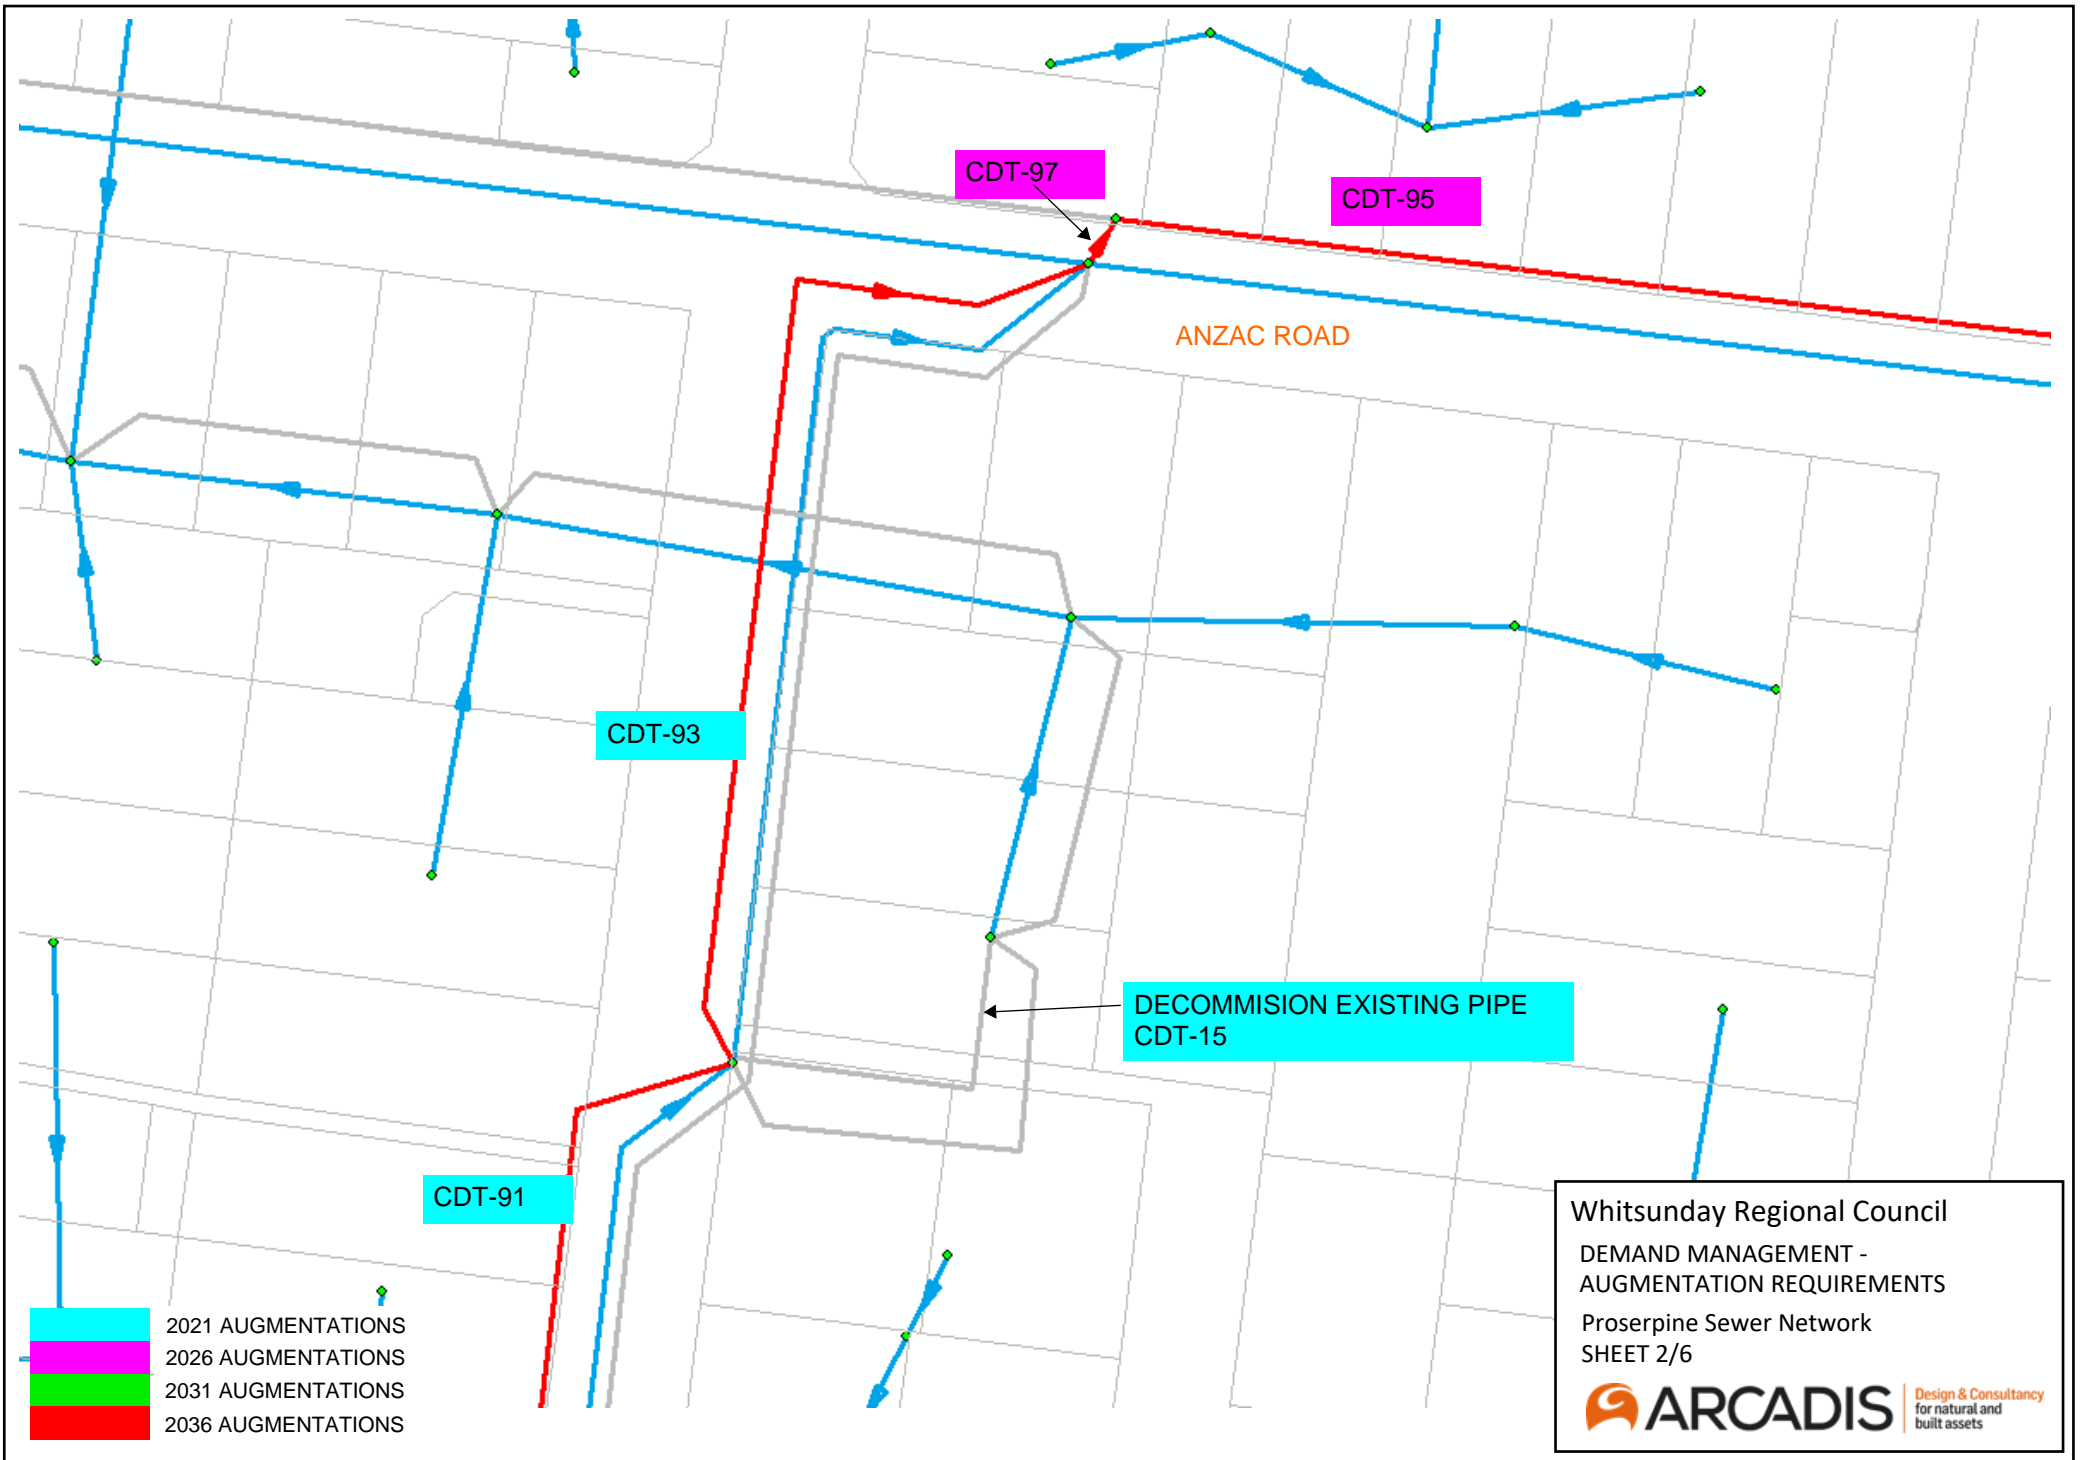 CDT-97
CDT-95
ANZAC ROAD
CDT-93
DECOMMISION EXISTING PIPE
CDT-15
CDT-91
2021 AUGMENTATIONS
2026 AUGMENTATIONS
2031 AUGMENTATIONS
2036 AUGMENTATIONS
Whitsunday Regional Council
DEMAND MANAGEMENT -
AUGMENTATION REQUIREMENTS
Proserpine Sewer Network
SHEET 2/6
ARCADIS
Design & Consultancy
for natural and
built assets